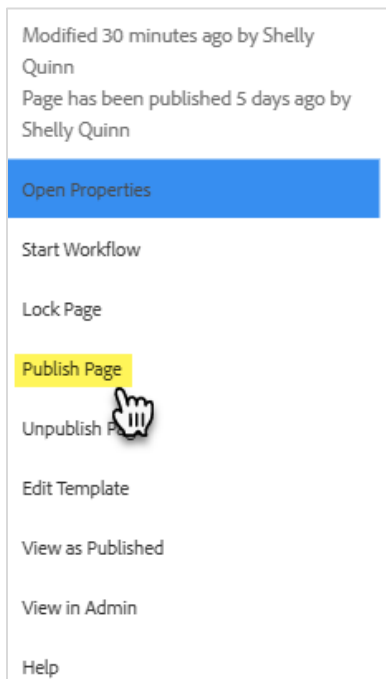 Modified 30 minutes ago by Shelly
Quinn
Page has been published 5 days ago by
Shelly Quinn
Open Properties
Start Workflow
Lock Page
Publish Page
Unpublish
Edit Template
View as Published
View in Admin
Help